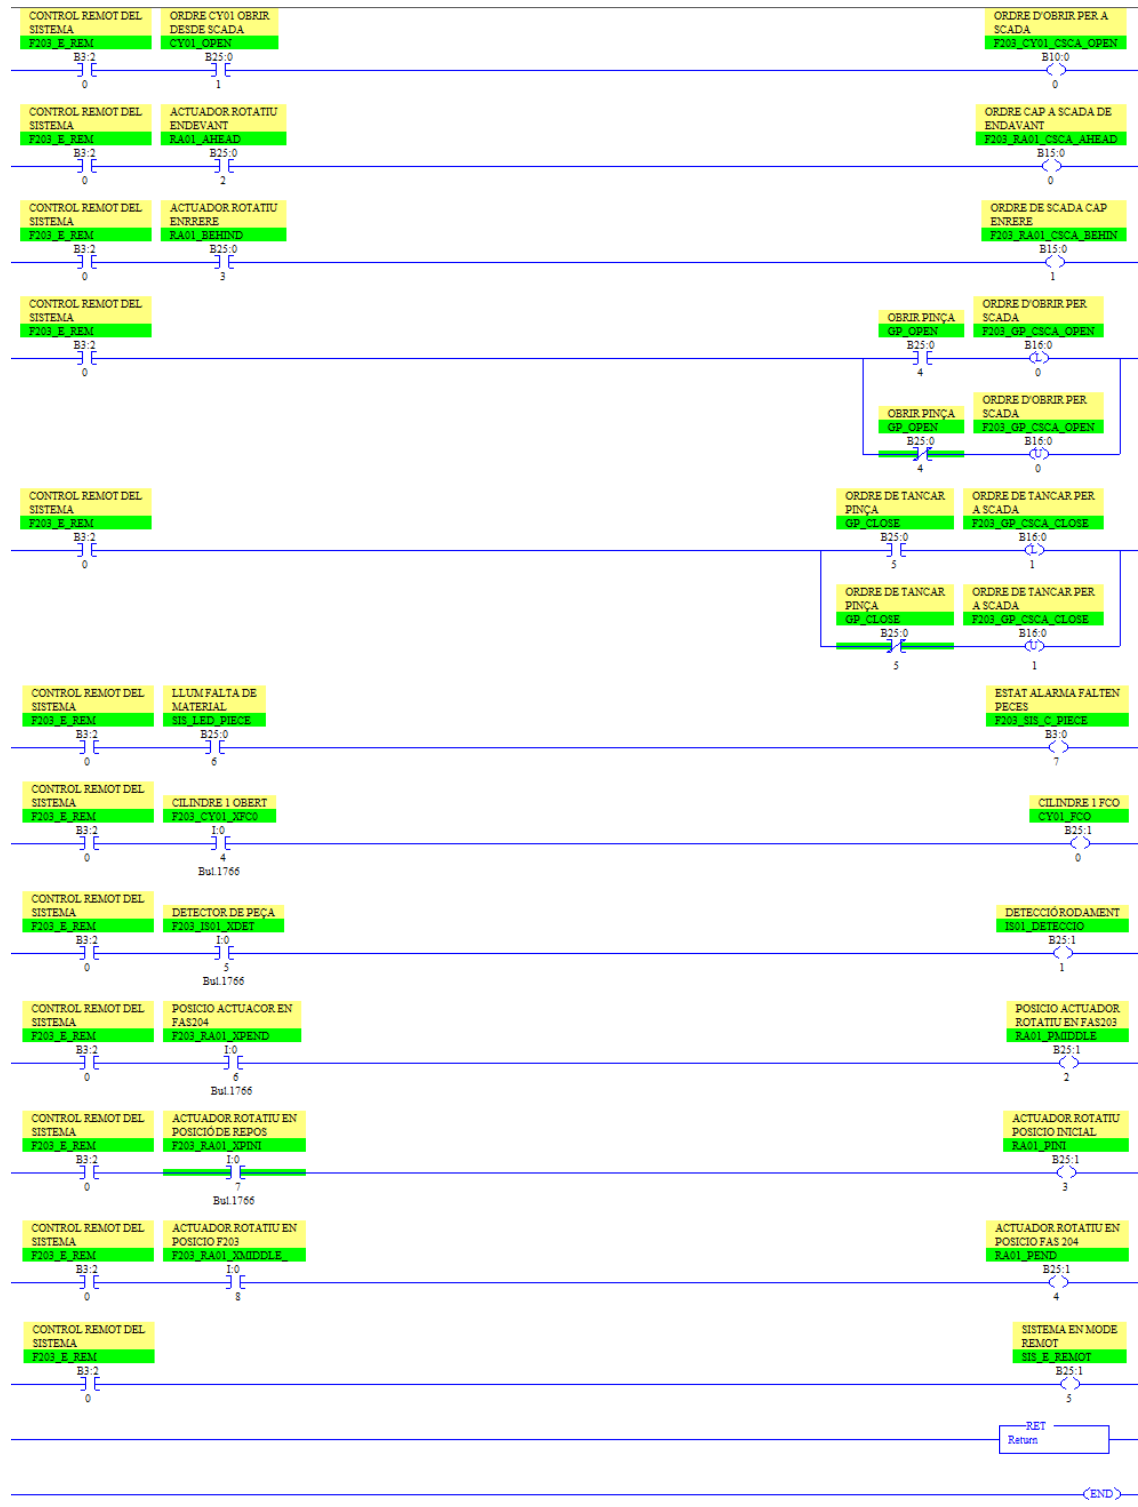 CONTROL REMOT DEL
SISTEMA
F203_E_REM
B3:2
0
ORDRE CY01 OBRIR
DESDE SCADA
CY01_OPEN
B25:0
1
ORDRE D'OBRIR PER A
SCADA
F203_CY01_CSCA_OPEN
B10:0
0
CONTROL REMOT DEL
SISTEMA
F203_E_REM
B3:2
0
ACTUADOR ROTATIU
ENDEVANT
RA01_AHEAD
B25:0
2
ORDRE CAP A SCADA DE
ENDAVANT
F203_RA01_CSCA_AHEAD
B15:0
0
CONTROL REMOT DEL
SISTEMA
F203_E_REM
B3:2
0
ACTUADOR ROTATIU
ENRRERE
RA01_BEHIND
B25:0
3
ORDRE DE SCADA CAP
ENRERE
F203_RA01_CSCA_BEHIN
B15:0
1
CONTROL REMOT DEL
SISTEMA
F203_E_REM
B3:2
0
OBRIR PINÇA
GP_OPEN
B25:0
4
ORDRE D'OBRIR PER
SCADA
F203_GP_CSCA_OPEN
B16:0
L
0
OBRIR PINÇA
GP_OPEN
B25:0
4
ORDRE D'OBRIR PER
SCADA
F203_GP_CSCA_OPEN
B16:0
U
0
CONTROL REMOT DEL
SISTEMA
F203_E_REM
B3:2
0
ORDRE DE TANCAR
PINÇA
GP_CLOSE
B25:0
5
ORDRE DE TANCAR PER
A SCADA
F203_GP_CSCA_CLOSE
B16:0
L
1
ORDRE DE TANCAR
PINÇA
GP_CLOSE
B25:0
5
ORDRE DE TANCAR PER
A SCADA
F203_GP_CSCA_CLOSE
B16:0
U
1
CONTROL REMOT DEL
SISTEMA
F203_E_REM
B3:2
0
LLUM FALTA DE
MATERIAL
SIS_LED_PIECE
B25:0
6
ESTAT ALARMA FALTEN
PECES
F203_SIS_C_PIECE
B3:0
7
CONTROL REMOT DEL
SISTEMA
F203_E_REM
B3:2
0
CILINDRE 1 OBERT
F203_CY01_XFC0
I:0
4
Bul.1766
CILINDRE 1 FCO
CY01_FCO
B25:1
0
CONTROL REMOT DEL
SISTEMA
F203_E_REM
B3:2
0
DETECTOR DE PEÇA
F203_IS01_XDET
I:0
5
Bul.1766
DETECCIÓ RODAMENT
IS01_DETECCIO
B25:1
1
CONTROL REMOT DEL
SISTEMA
F203_E_REM
B3:2
0
POSICIO ACTUACOR EN
FAS204
F203_RA01_XPEND
I:0
6
Bul.1766
POSICIO ACTUADOR
ROTATIU EN FAS203
RA01_PMIDDLE
B25:1
2
CONTROL REMOT DEL
SISTEMA
F203_E_REM
B3:2
0
ACTUADOR ROTATIU EN
POSICIÓ DE REPOS
F203_RA01_XPINI
I:0
7
Bul.1766
ACTUADOR ROTATIU
POSICIO INICIAL
RA01_PINI
B25:1
3
CONTROL REMOT DEL
SISTEMA
F203_E_REM
B3:2
0
ACTUADOR ROTATIU EN
POSICIO F203
F203_RA01_XMIDDLE_
I:0
8
ACTUADOR ROTATIU EN
POSICIO FAS 204
RA01_PEND
B25:1
4
CONTROL REMOT DEL
SISTEMA
F203_E_REM
B3:2
0
SISTEMA EN MODE
REMOT
SIS_E_REMOT
B25:1
5
RET
Return
END